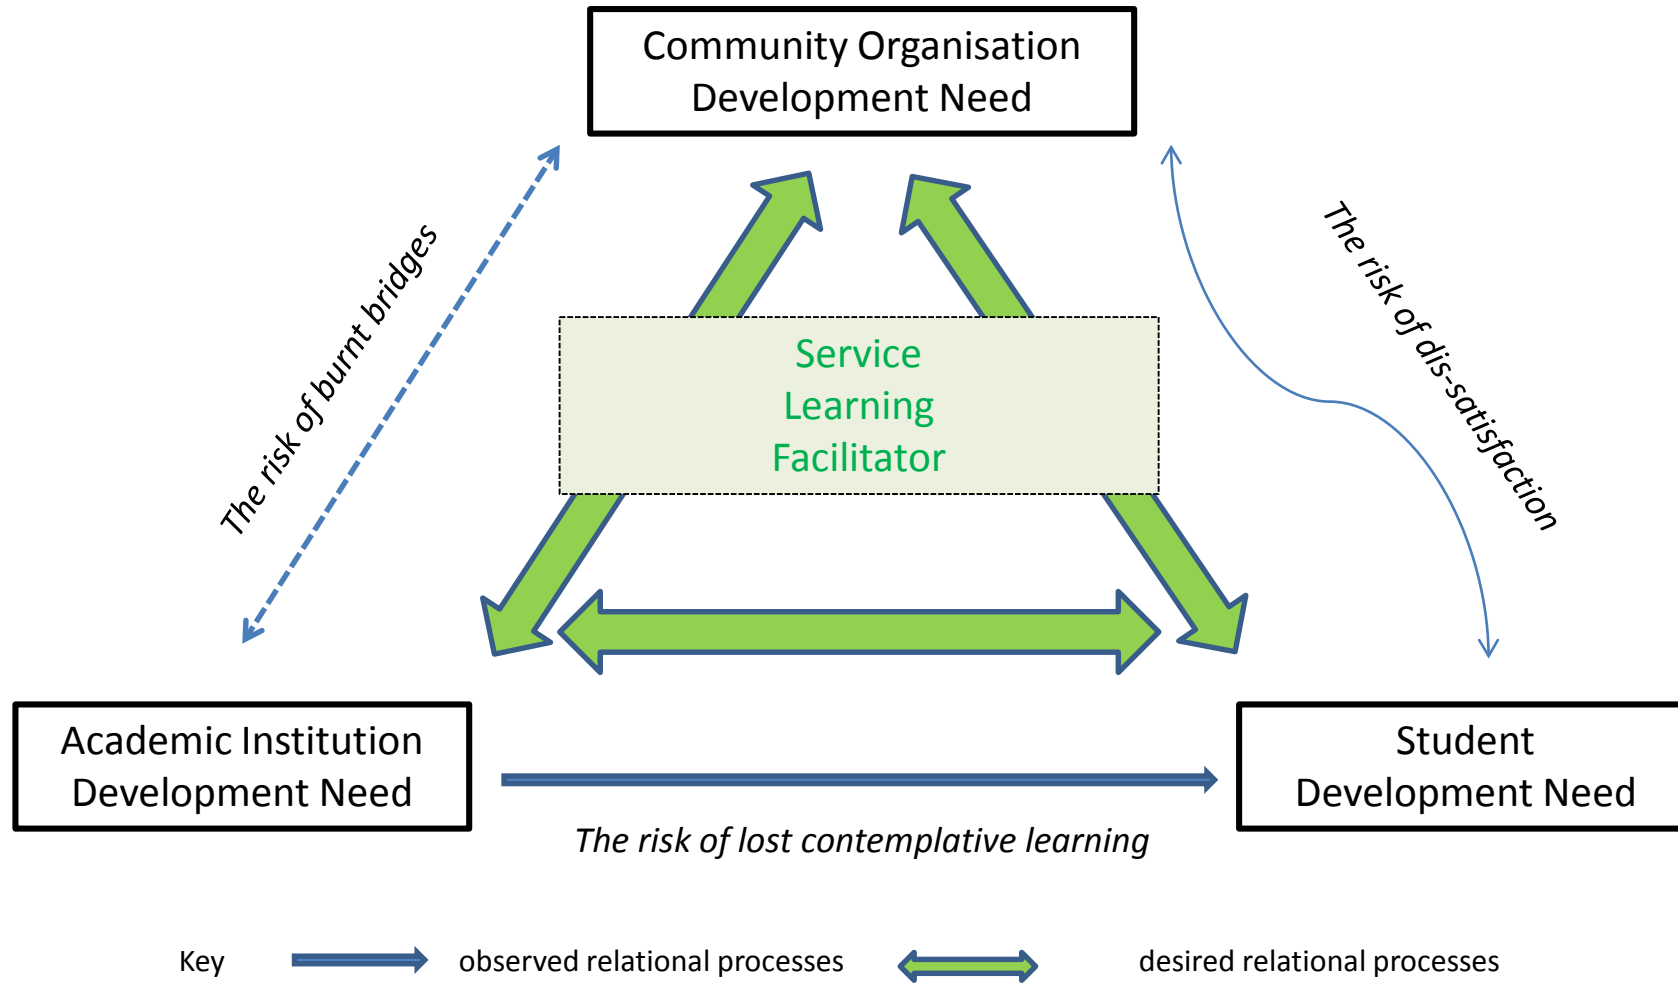 Community Organisation
Development Need
The risk of burnt bridges
The risk of dis-satisfaction
Service
Learning
Facilitator
Academic Institution
Development Need
Student
Development Need
The risk of lost contemplative learning
Key observed relational processes desired relational processes